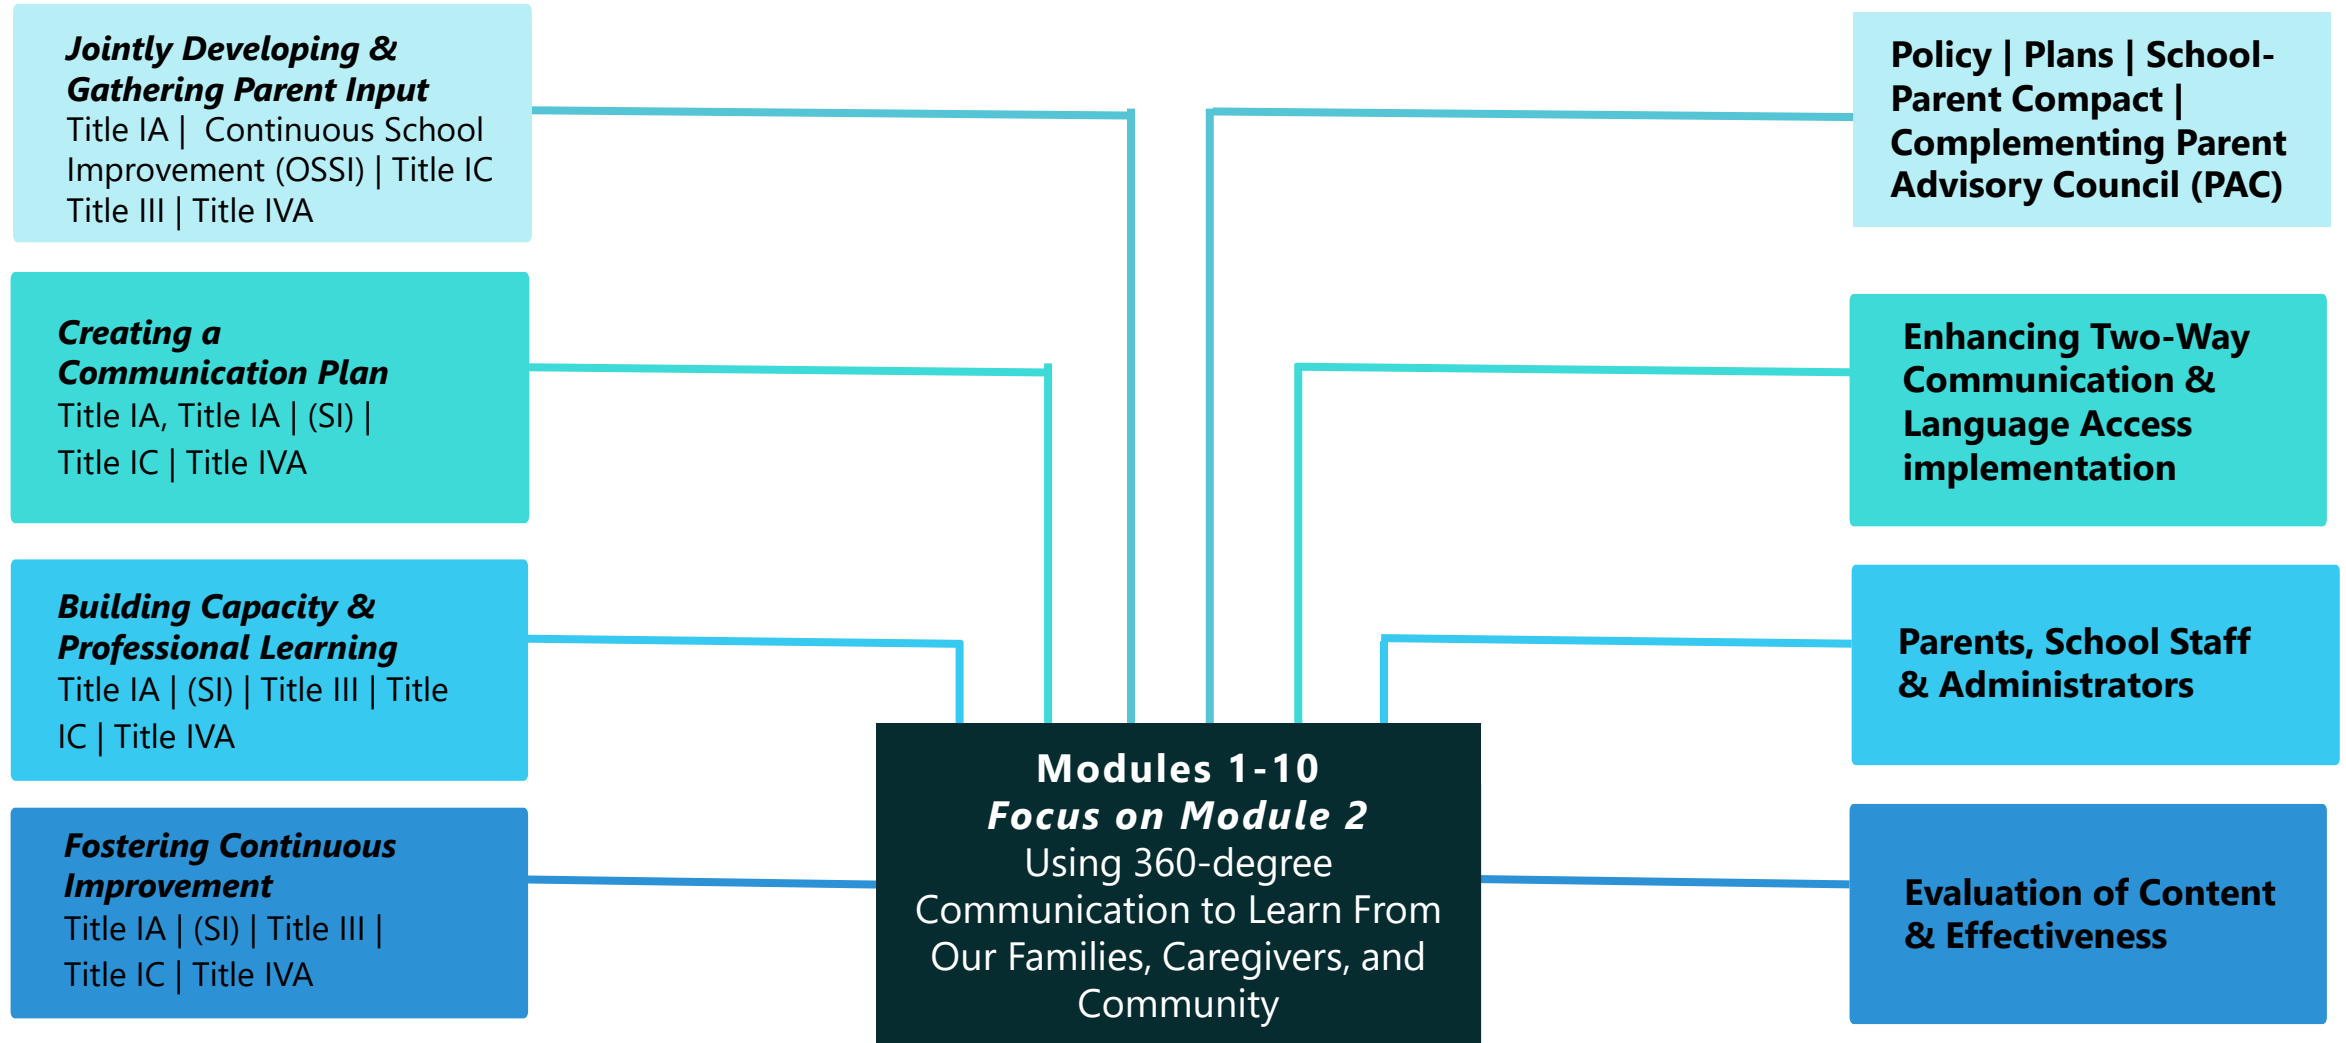 Jointly Developing &
Gathering Parent Input
Title IA | Continuous School
Improvement (OSSI) | Title IC
Title III | Title IVA
Creating a
Communication Plan
Title IA, Title IA | (SI) |
Title IC | Title IVA
Building Capacity &
Professional Learning
Title IA | (SI) | Title III | Title
IC | Title IVA
Fostering Continuous
Improvement
Title IA | (SI) | Title III |
Title IC | Title IVA
Modules 1-10
Focus on Module 2
Using 360-degree
Communication to Learn From
Our Families, Caregivers, and
Community
Policy | Plans | School-
Parent Compact |
Complementing Parent
Advisory Council (PAC)
Enhancing Two-Way
Communication &
Language Access
implementation
Parents, School Staff
& Administrators
Evaluation of Content
& Effectiveness